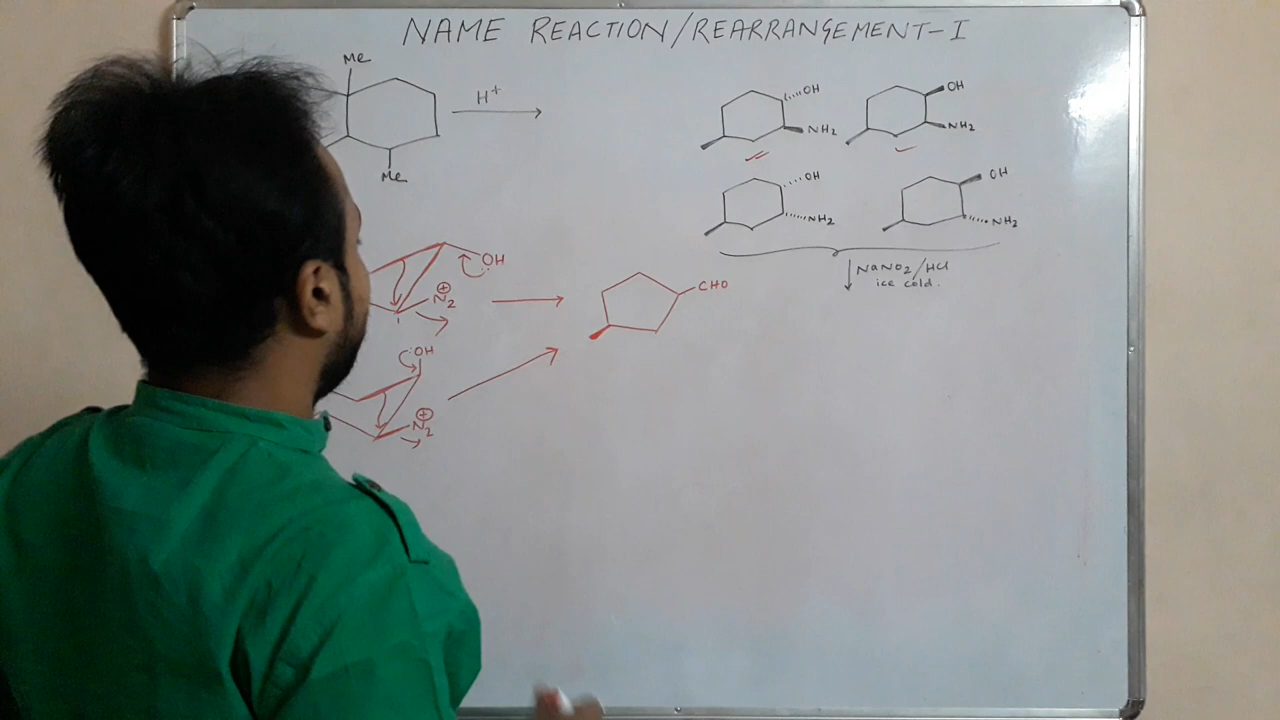 NAME REACTION/REARRANGEMENT-I
Me
H+
Me
OH
NH2
OH
NH2
OH
NH2
OH
NH2
NaNO2/HCl
ice cold.
OH
⊕
N2
CHO
OH
⊕
N2